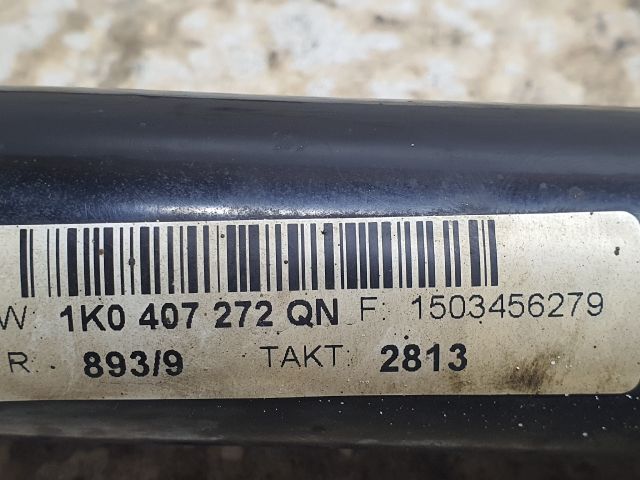 W: 1K0 407 272 QN F: 1503456279
R: 893/9 TAKT: 2813